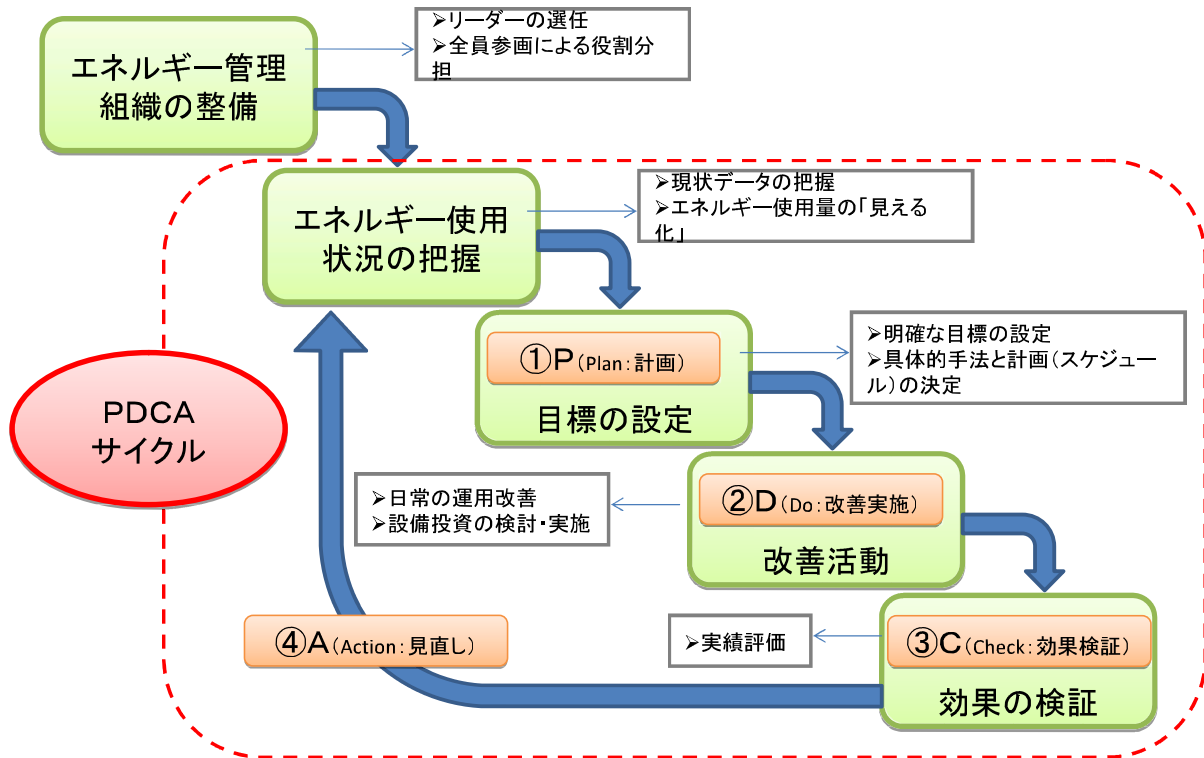 エネルギー管理
組織の整備
➢リーダーの選任
➢全員参画による役割分
担
エネルギー使用
状況の把握
➢現状データの把握
➢エネルギー使用量の「見える
化」
①P（Plan：計画）
目標の設定
➢明確な目標の設定
➢具体的手法と計画（スケジュー
ル）の決定
PDCA
サイクル
②D（Do：改善実施）
改善活動
➢日常の運用改善
➢設備投資の検討・実施
③C（Check：効果検証）
効果の検証
➢実績評価
④A（Action：見直し）